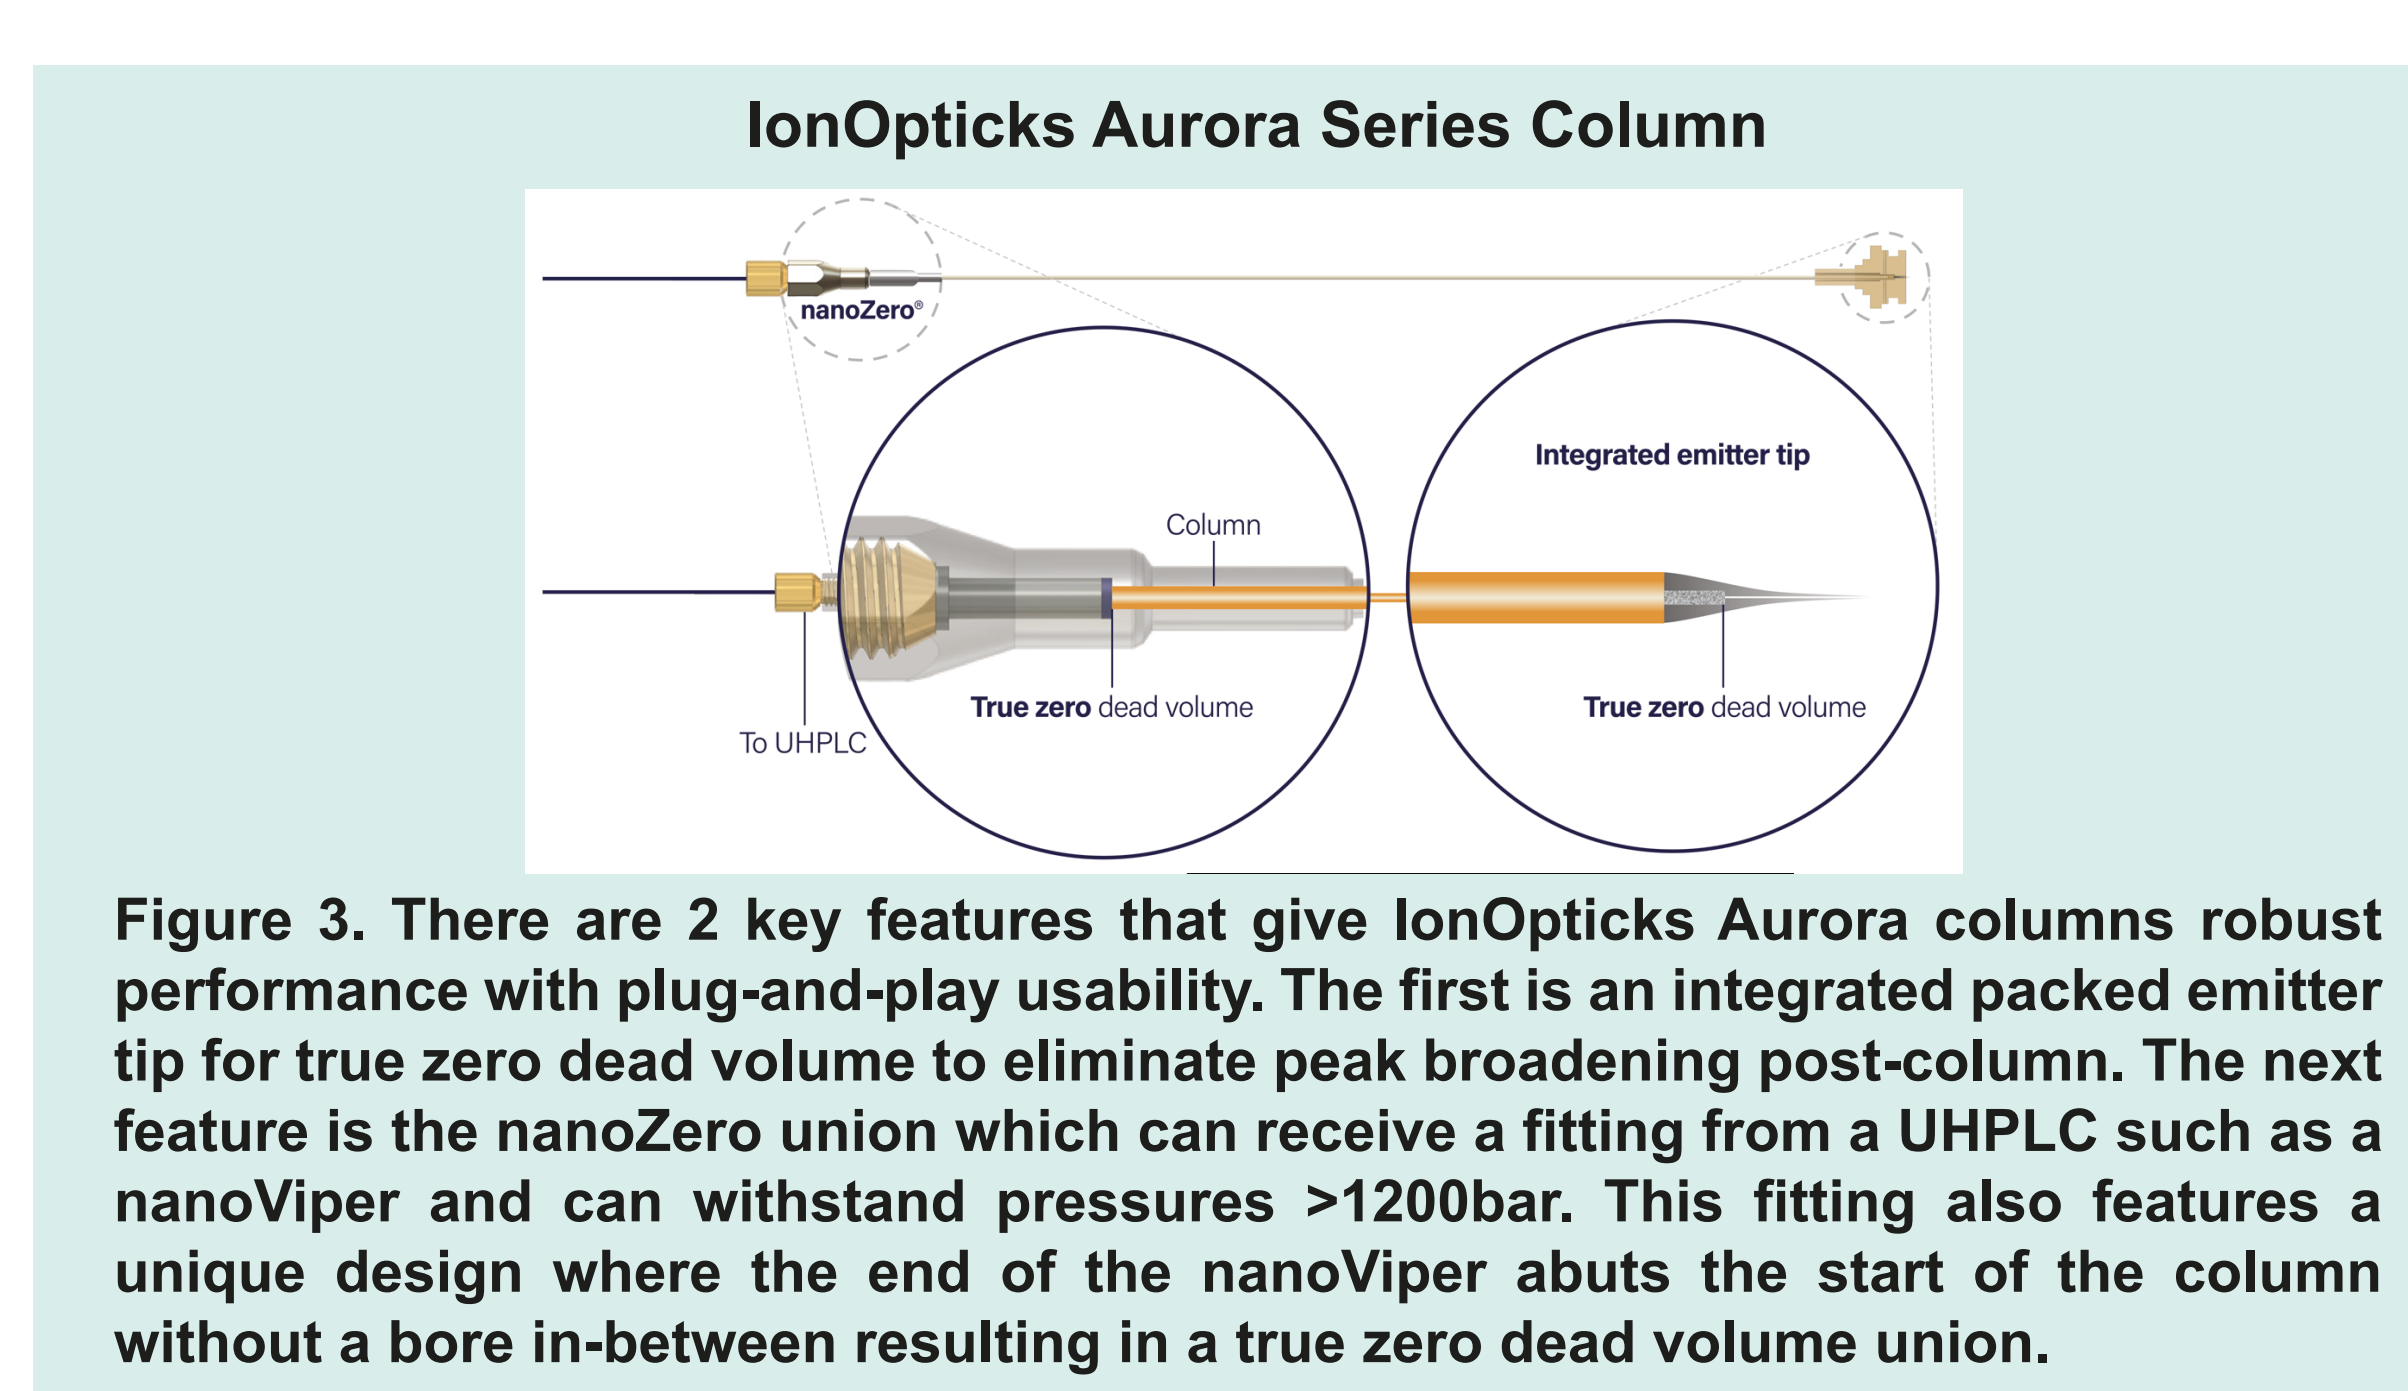 IonOpticks Aurora Series Column
nanoZero®
Integrated emitter tip
Column
True zero dead volume
True zero dead volume
To UHPLC
Figure 3. There are 2 key features that give IonOpticks Aurora columns robust
performance with plug-and-play usability. The first is an integrated packed emitter
tip for true zero dead volume to eliminate peak broadening post-column. The next
feature is the nanoZero union which can receive a fitting from a UHPLC such as a
nanoViper and can withstand pressures >1200bar. This fitting also features a
unique design where the end of the nanoViper abuts the start of the column
without a bore in-between resulting in a true zero dead volume union.